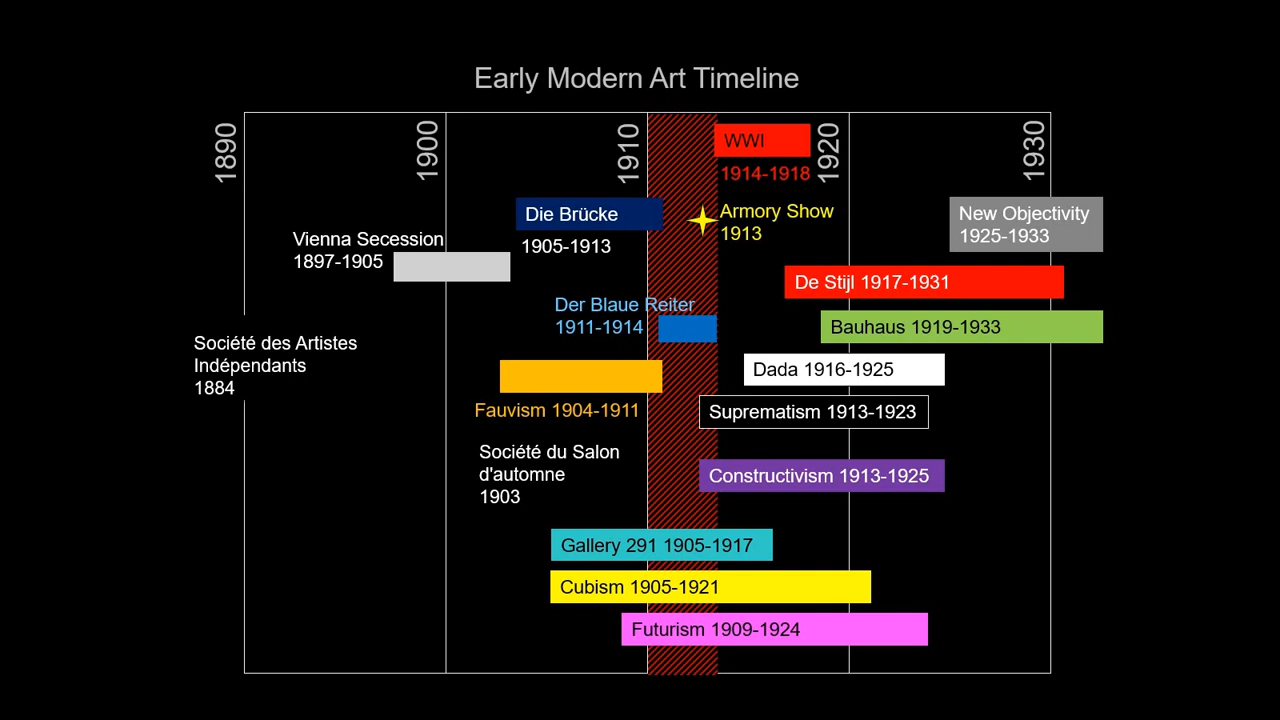 Early Modern Art Timeline
1890
1900
1910
1920
1930
WWI
1914-1918
Die Brücke
1905-1913
Armory Show
1913
New Objectivity
1925-1933
Vienna Secession
1897-1905
De Stijl 1917-1931
Der Blaue Reiter
1911-1914
Bauhaus 1919-1933
Société des Artistes
Indépendants
1884
Dada 1916-1925
Fauvism 1904-1911
Suprematism 1913-1923
Société du Salon
d'automne
1903
Constructivism 1913-1925
Gallery 291 1905-1917
Cubism 1905-1921
Futurism 1909-1924